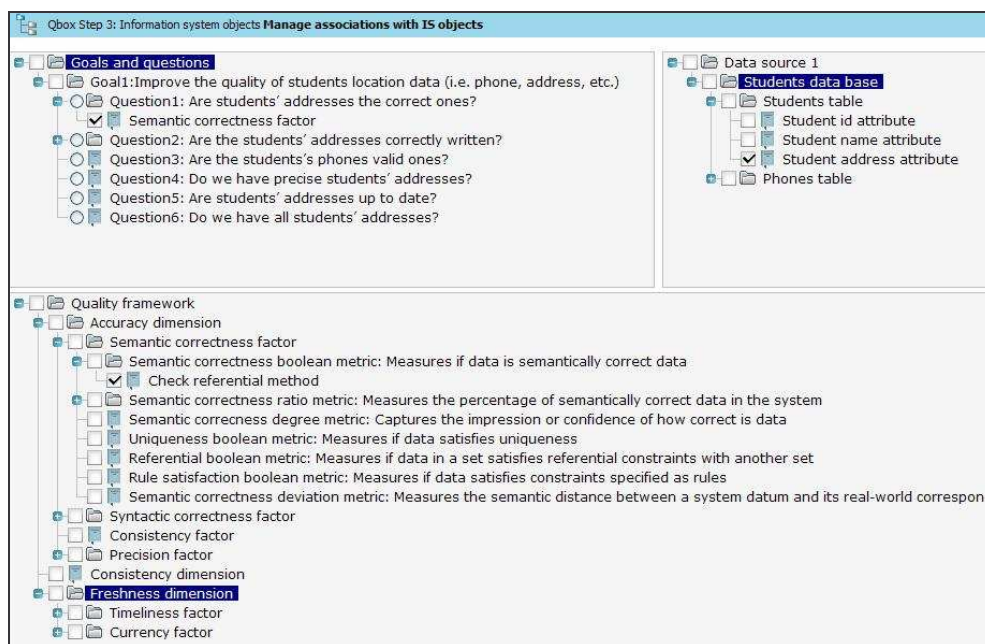 Qbox Step 3: Information system objects Manage associations with IS objects
Goals and questions
Goal1:Improve the quality of students location data (i.e. phone, address, etc.)
Question1: Are students' addresses the correct ones?
Semantic correctness factor
Question2: Are the students' addresses correctly written?
Question3: Are the students's phones valid ones?
Question4: Do we have precise students' addresses?
Question5: Are students' addresses up to date?
Question6: Do we have all students' addresses?
Data source 1
Students data base
Students table
Student id attribute
Student name attribute
Student address attribute
Phones table
Quality framework
Accuracy dimension
Semantic correctness factor
Semantic correctness boolean metric: Measures if data is semantically correct data
Check referential method
Semantic correctness ratio metric: Measures the percentage of semantically correct data in the system
Semantic correcness degree metric: Captures the impression or confidence of how correct is data
Uniqueness boolean metric: Measures if data satisfies uniqueness
Referential boolean metric: Measures if data in a set satisfies referential constraints with another set
Rule satisfaction boolean metric: Measures if data satisfies constraints specified as rules
Semantic correctness deviation metric: Measures the semantic distance between a system datum and its real-world correspon
Syntactic correctness factor
Consistency factor
Precision factor
Consistency dimension
Freshness dimension
Timeliness factor
Currency factor